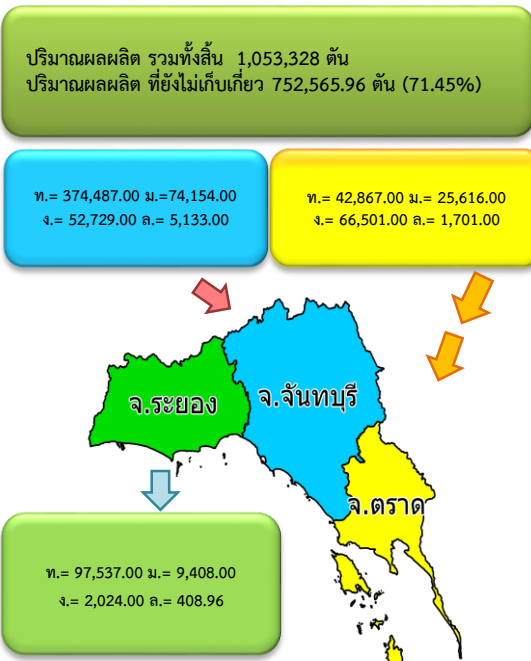 ปริมาณผลผลิต รวมทั้งสิ้น 1,053,328 ตัน
ปริมาณผลผลิต ที่ยังไม่เก็บเกี่ยว 752,565.96 ตัน (71.45%)
ท.= 374,487.00 ม.=74,154.00
ง.= 52,729.00 ล.= 5,133.00
ท.= 42,867.00 ม.= 25,616.00
ง.= 66,501.00 ล.= 1,701.00
จ.ระยอง
จ.จันทบุรี
จ.ตราด
ท.= 97,537.00 ม.= 9,408.00
ง.= 2,024.00 ล.= 408.96